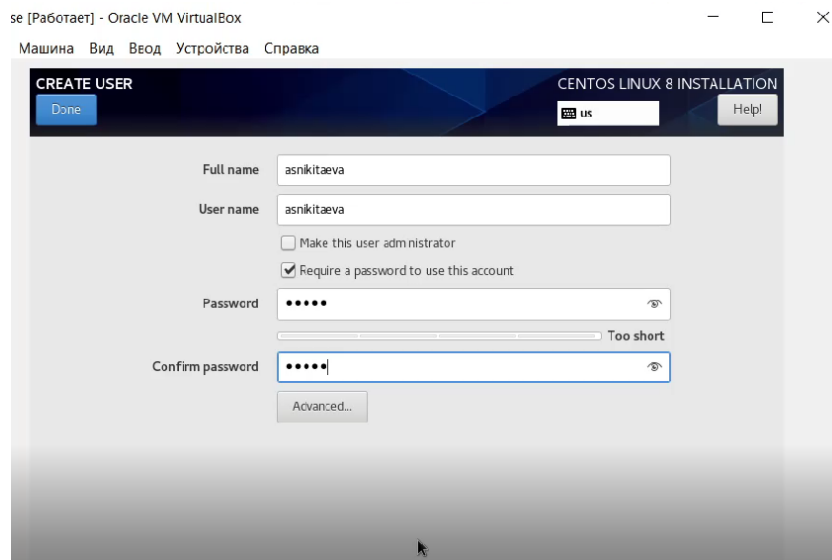 se [Работает] - Oracle VM VirtualBox
Машина Вид Ввод Устройства Справка
CREATE USER
CENTOS LINUX 8 INSTALLATION
Done
us
Help!
Full name
asnikitaeva
User name
asnikitaeva
Make this user administrator
Require a password to use this account
Password
•••••
Too short
Confirm password
•••••
Advanced...